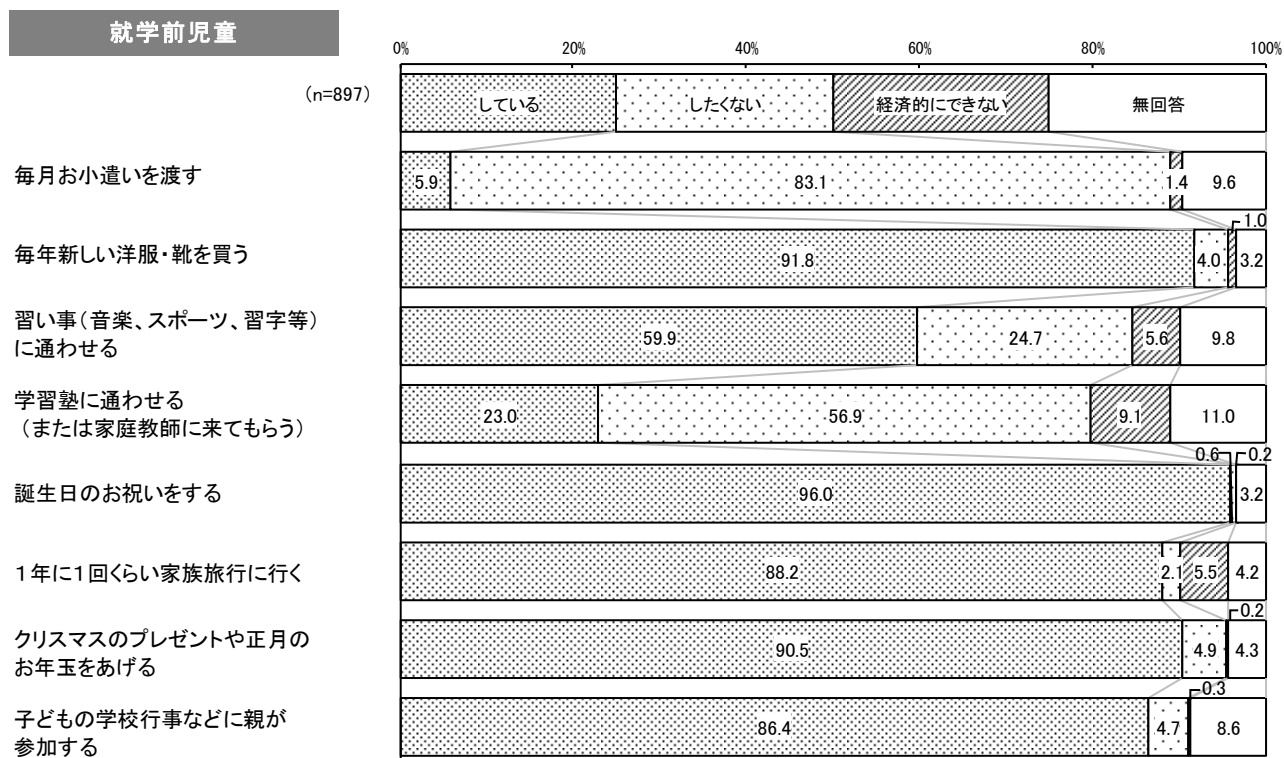 就学前児童
0% 20% 40% 60% 80% 100%
(n=897)
している したくない 経済的にできない 無回答
毎月お小遣いを渡す
5.9 83.1 1.4 9.6
1.0
毎年新しい洋服・靴を買う
91.8 4.0 3.2
習い事(音楽、スポーツ、習字等)
に通わせる
59.9 24.7 5.6 9.8
学習塾に通わせる
(または家庭教師に来てもらう)
23.0 56.9 9.1 11.0
0.6 0.2
誕生日のお祝いをする
96.0 3.2
1年に1回くらい家族旅行に行く
88.2 2.1 5.5 4.2
0.2
クリスマスのプレゼントや正月の
お年玉をあげる
90.5 4.9 4.3
0.3
子どもの学校行事などに親が
参加する
86.4 4.7 8.6